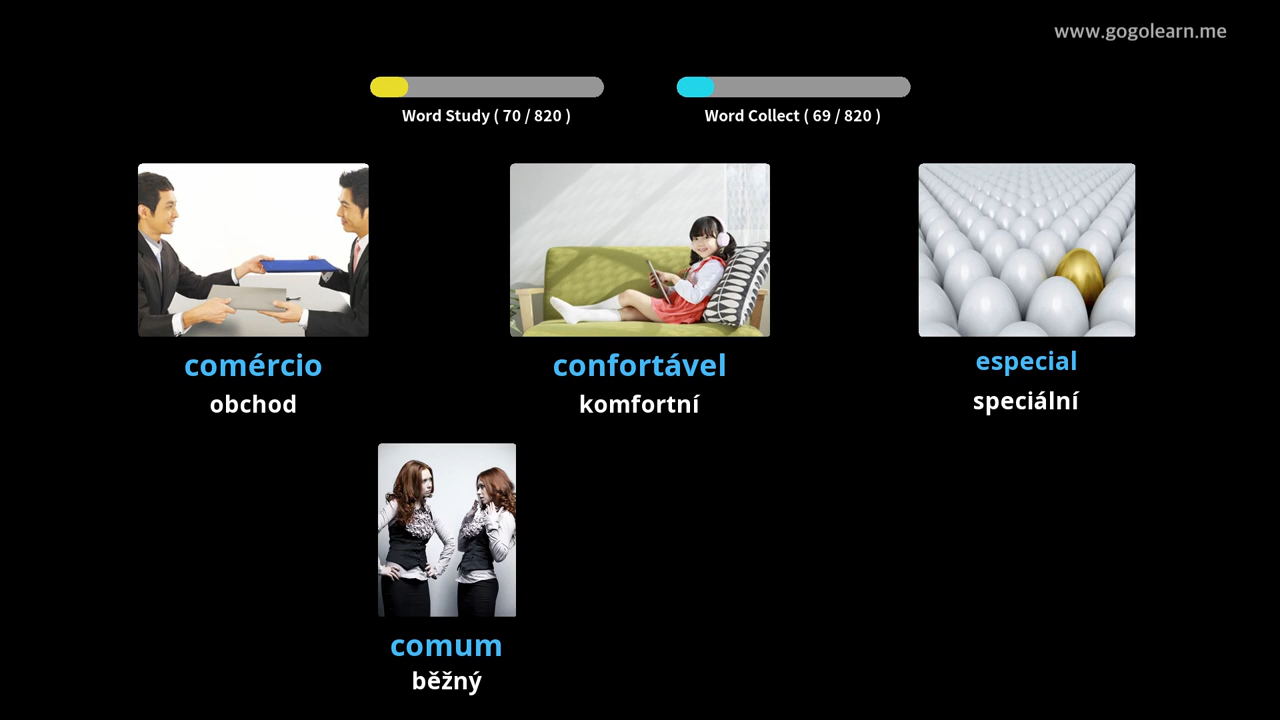 www.gogolearn.me
Word Study ( 70 / 820 )
Word Collect ( 69 / 820 )
comércio
obchod
confortável
komfortní
especial
speciální
comum
běžný